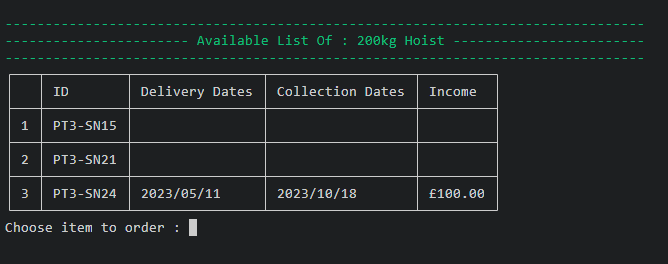 Available List Of : 200kg Hoist
ID Delivery Dates Collection Dates Income
1 PT3-SN15
2 PT3-SN21
3 PT3-SN24 2023/05/11 2023/10/18 £100.00
Choose item to order :